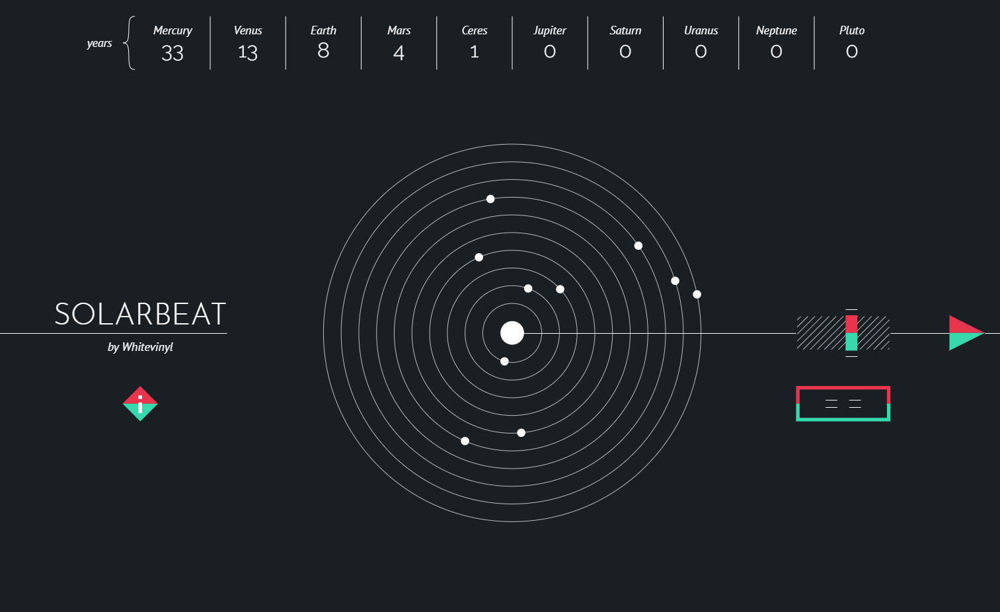 years
Mercury Venus Earth Mars Ceres Jupiter Saturn Uranus Neptune Pluto
33 13 8 4 1 0 0 0 0 0
SOLARBEAT
by Whitevinyl
i